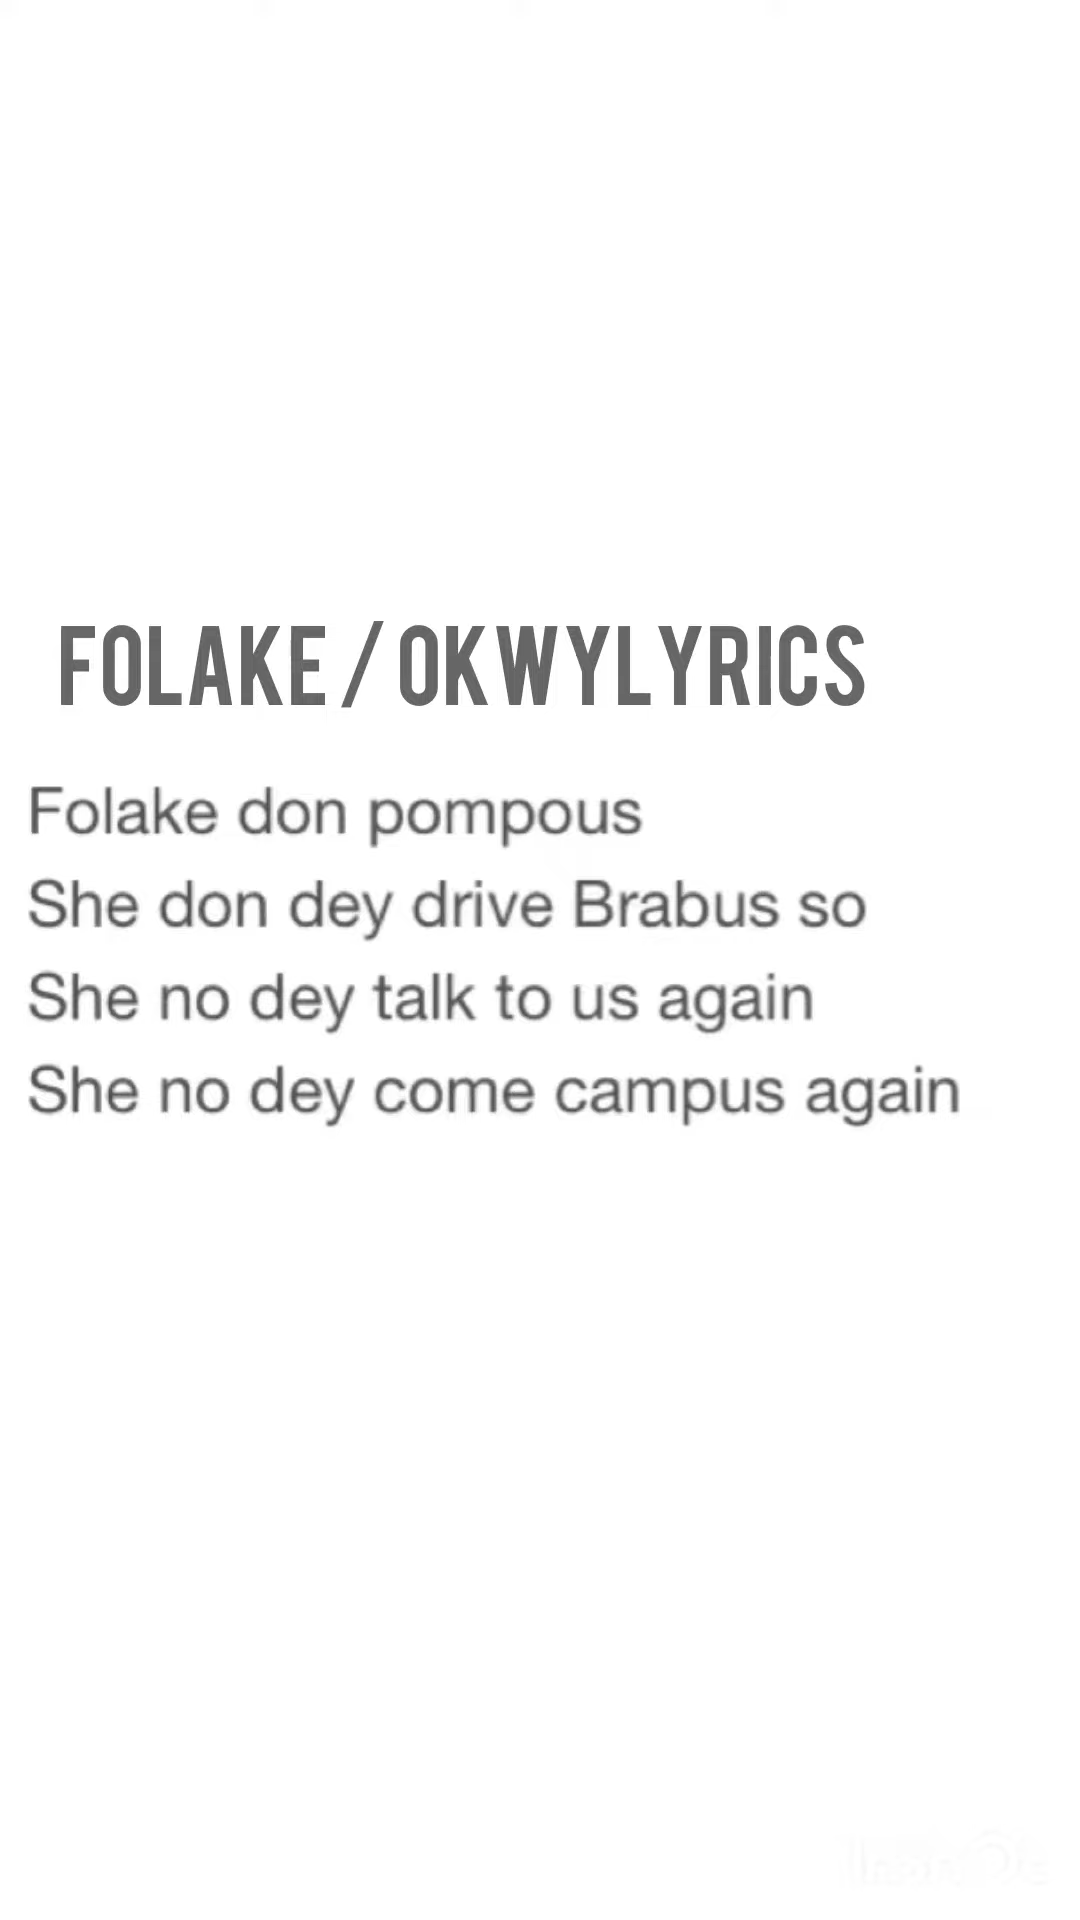 FOLAKE / OKWYLYRICS
Folake don pompous
She don dey drive Brabus so
She no dey talk to us again
She no dey come campus again